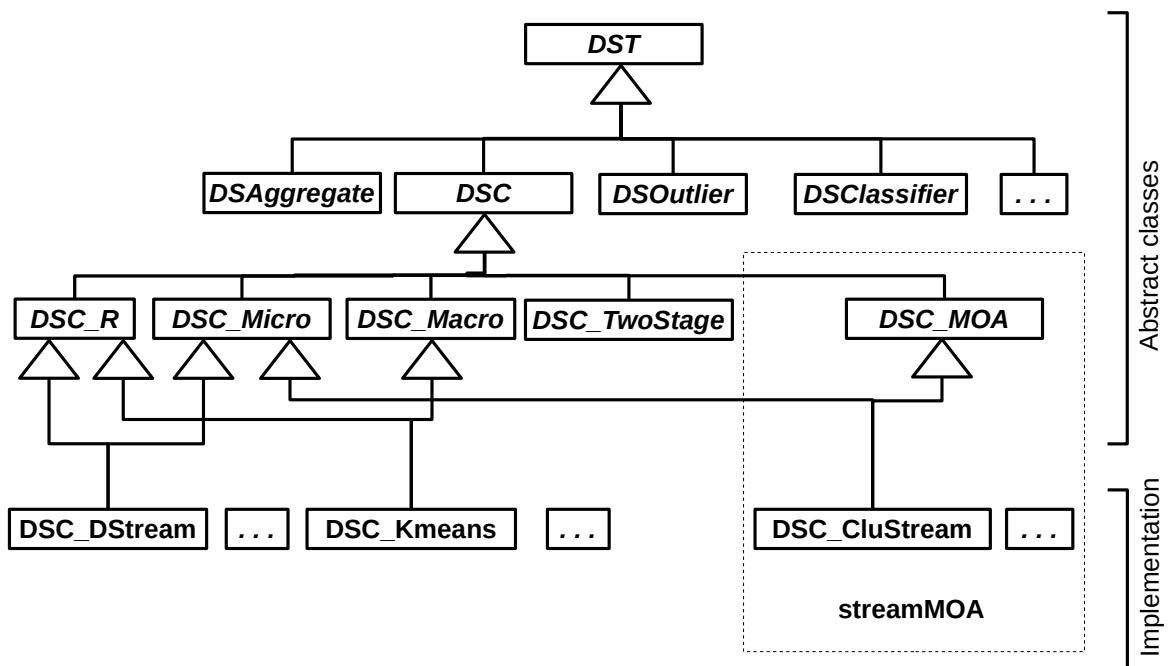 DST
DSAggregate DSC DSOutlier DSClassifier . . .
DSC_R DSC_Micro DSC_Macro DSC_TwoStage DSC_MOA
Abstract classes
DSC_DStream . . . DSC_Kmeans . . . DSC_CluStream . . .
streamMOA
Implementation